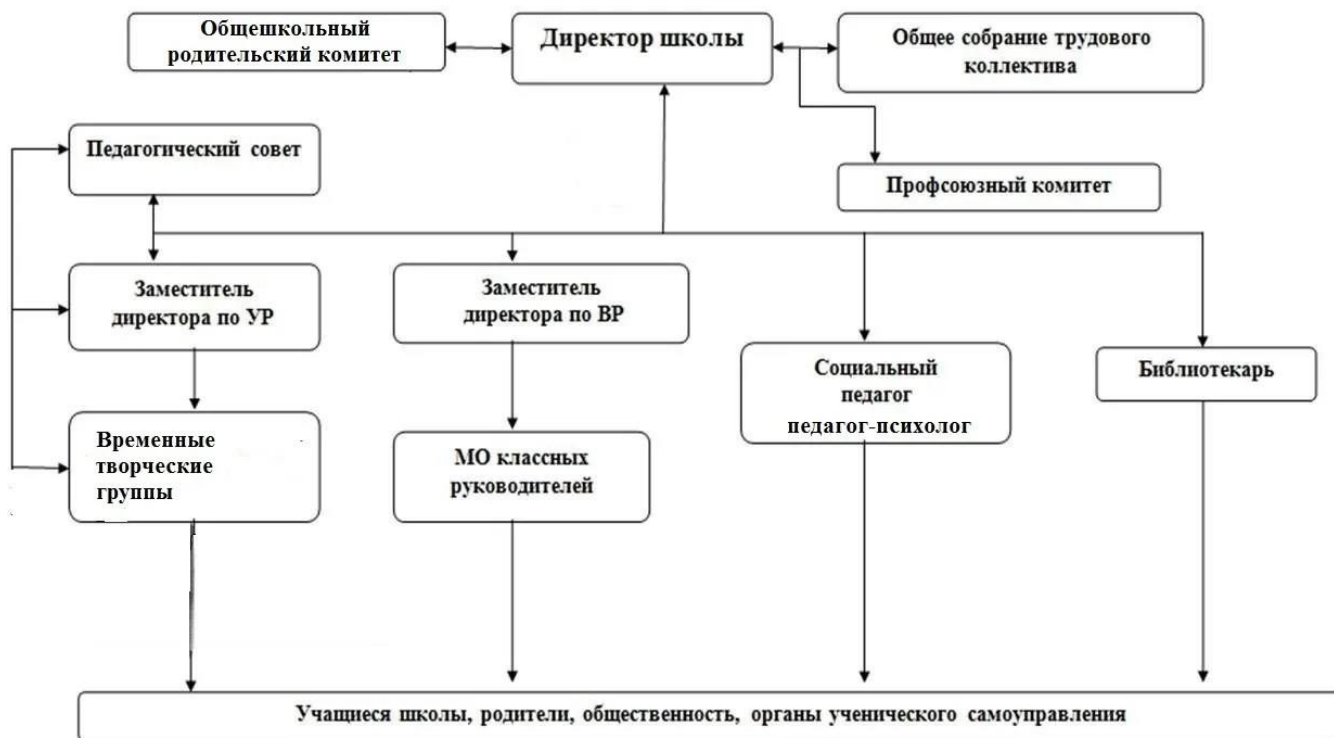 Общешкольный
родительский комитет
Директор школы
Общее собрание трудового
коллектива
Педагогический совет
Профсоюзный комитет
Заместитель
директора по УР
Заместитель
директора по ВР
Социальный
педагог
педагог-психолог
Библиотекарь
Временные
творческие
группы
МО классных
руководителей
Учащиеся школы, родители, общественность, органы ученического самоуправления